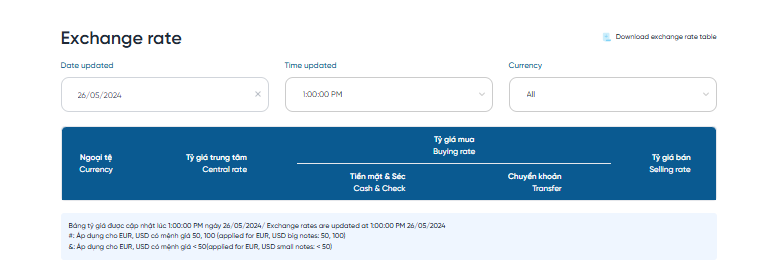 Exchange rate
Download exchange rate table
Date updated
Time updated
Currency
26/05/2024
1:00:00 PM
All
Tỷ giá mua
Buying rate
Ngoại tệ
Currency
Tỷ giá trung tâm
Central rate
Tiền mặt & Séc
Cash & Check
Chuyển khoản
Transfer
Tỷ giá bán
Selling rate
Bảng tỷ giá được cập nhật lúc 1:00:00 PM ngày 26/05/2024/ Exchange rates are updated at 1:00:00 PM 26/05/2024
#: Áp dụng cho EUR, USD có mệnh giá 50, 100 (applied for EUR, USD big notes: 50, 100)
&: Áp dụng cho EUR, USD có mệnh giá < 50(applied for EUR, USD small notes: < 50)